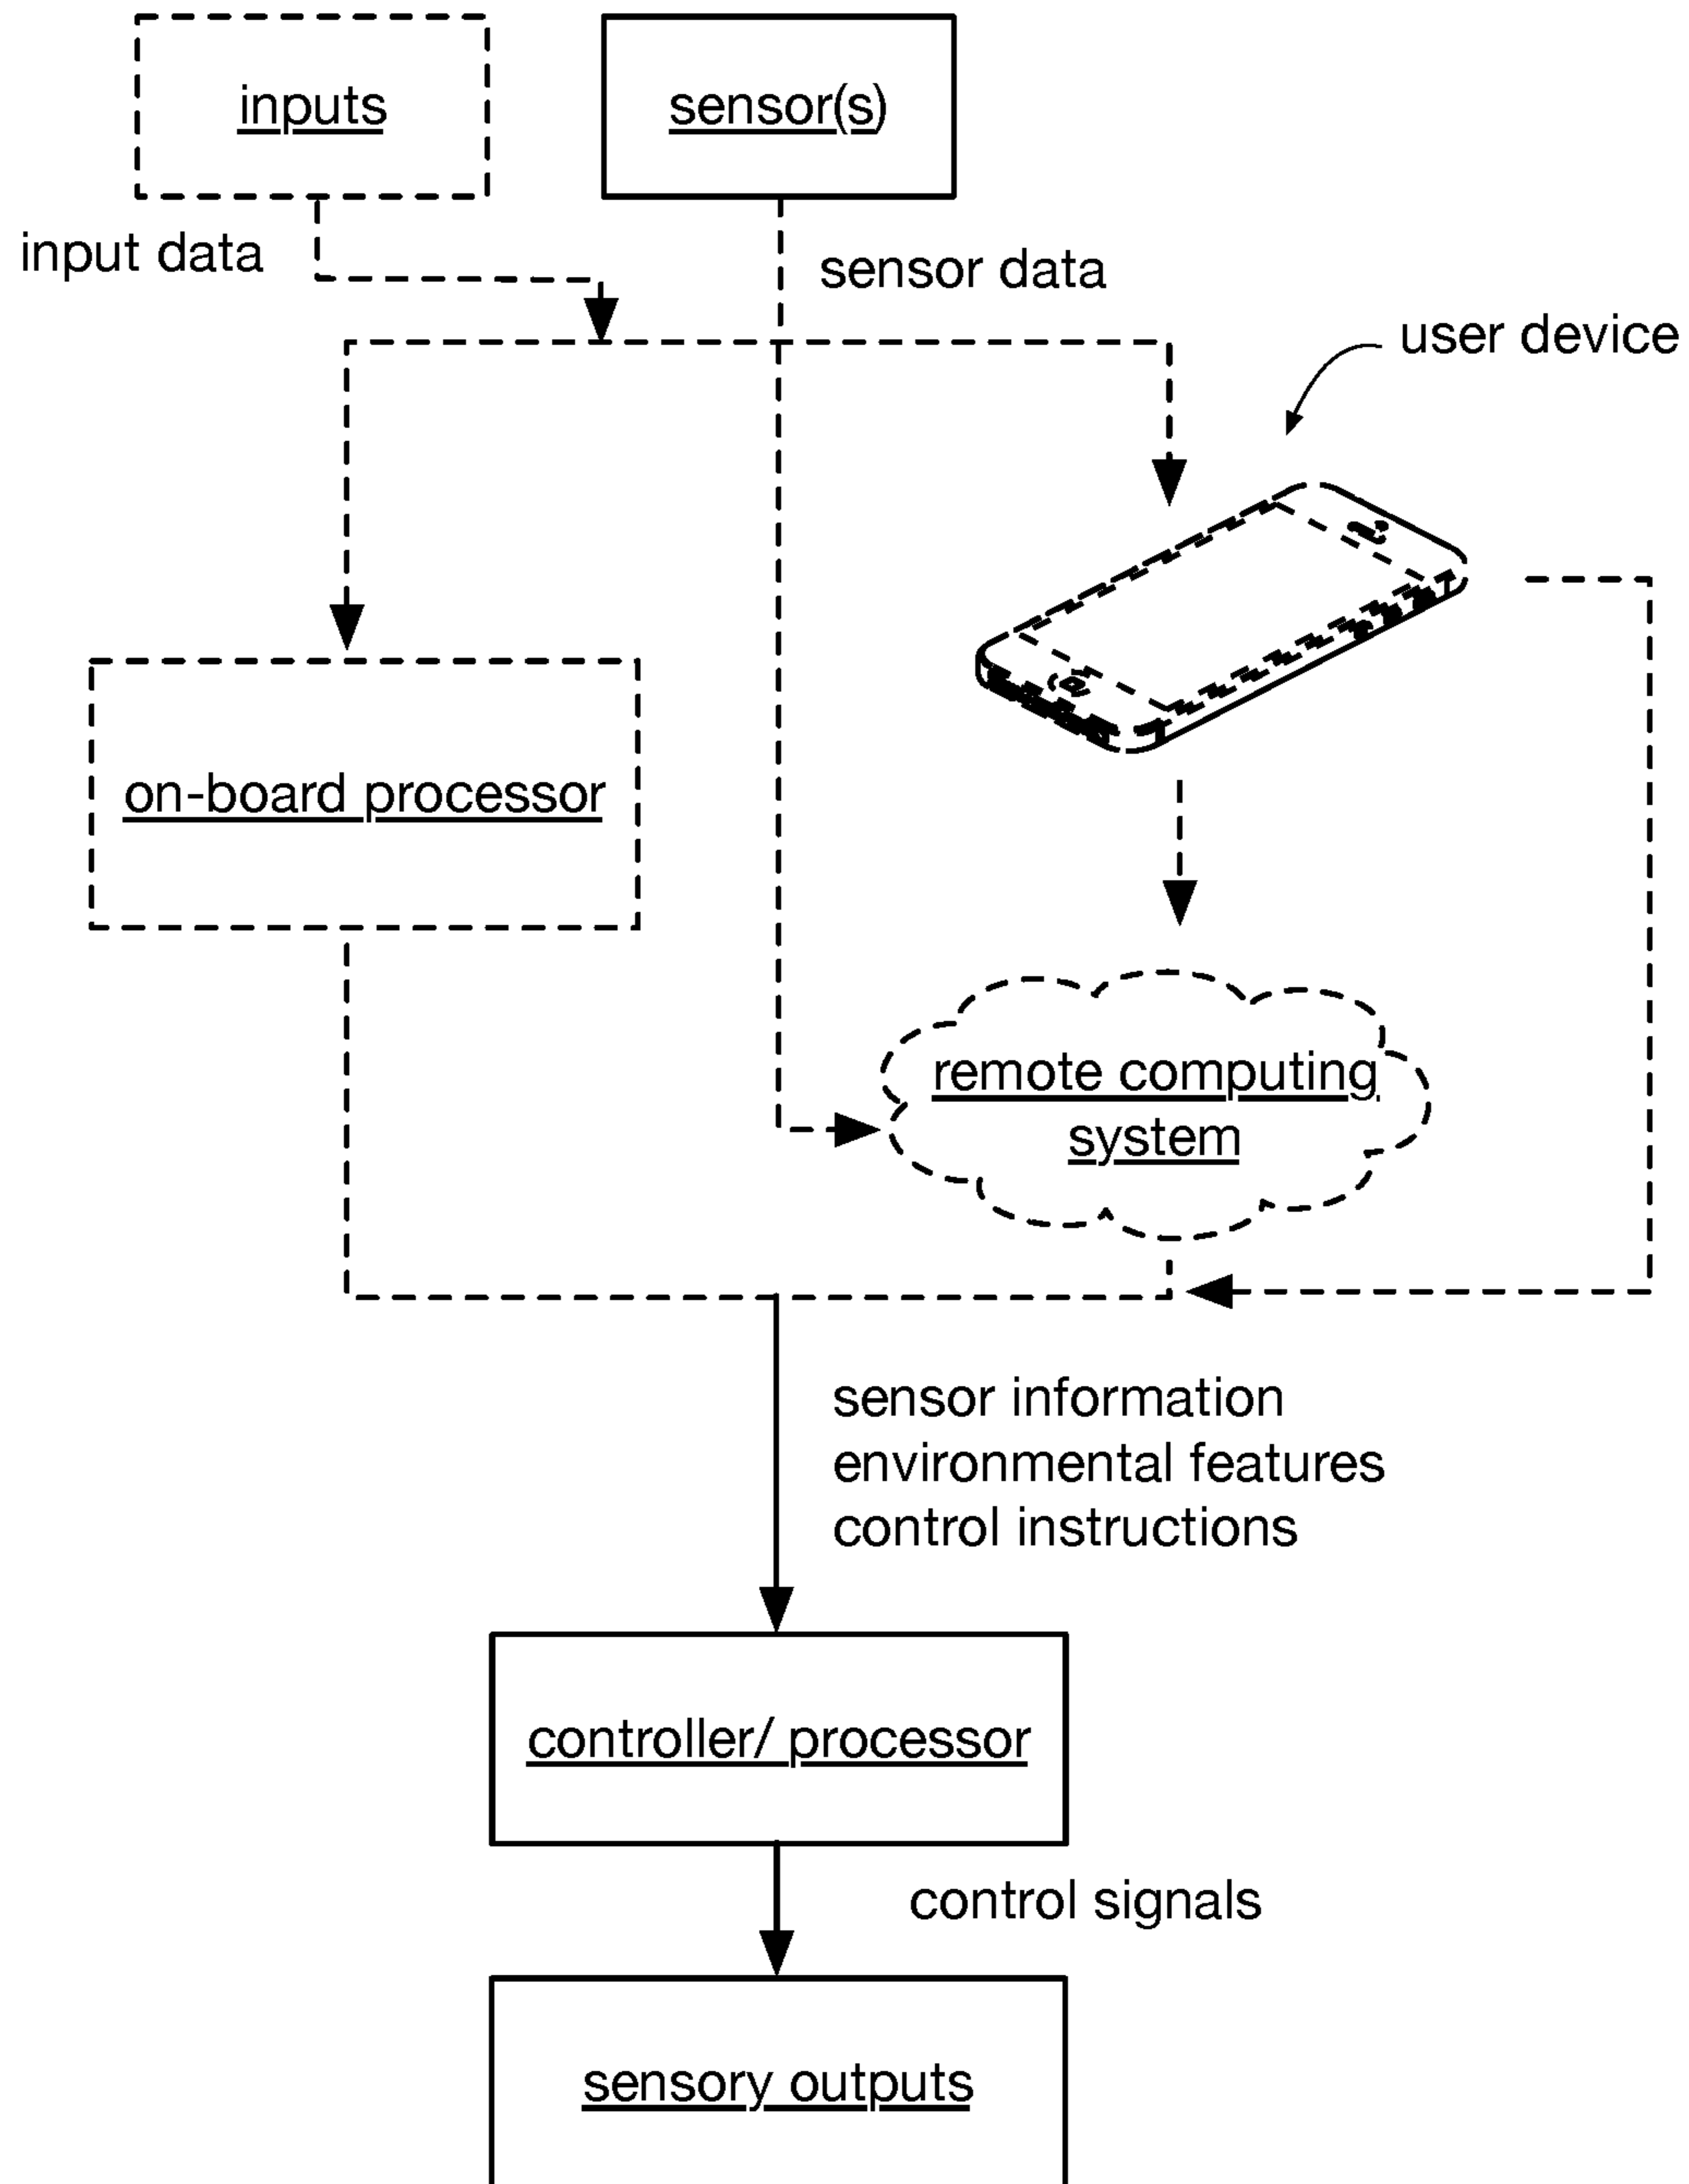 inputs
sensor(s)
input data
sensor data
user device
on-board processor
remote computing
system
sensor information
environmental features
control instructions
controller/ processor
control signals
sensory outputs